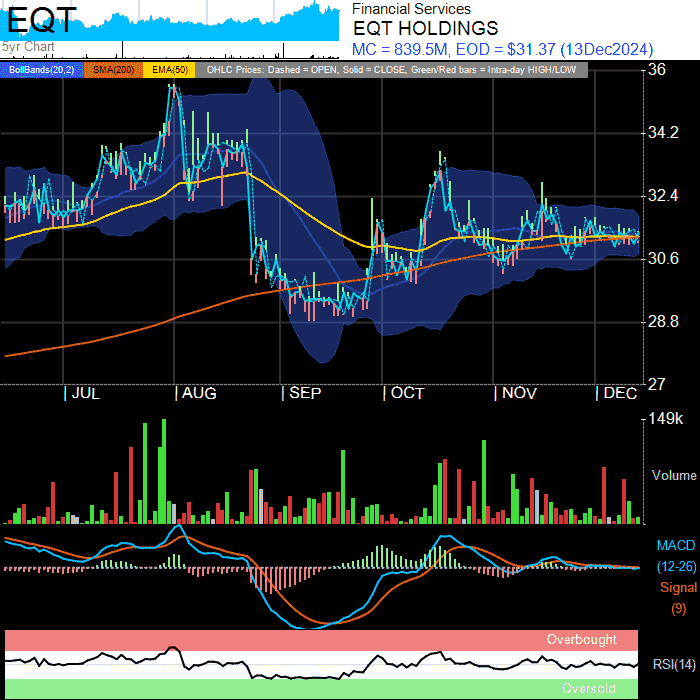 EQT
5yr Chart
Financial Services
EQT HOLDINGS
MC = 839.5M, EOD = $31.37 (13Dec2024)
BollBands(20,2) SMA(200) EMA(50) OHLC Prices: Dashed = OPEN, Solid = CLOSE, Green/Red bars = Intra-day HIGH/LOW
36
34.2
32.4
30.6
28.8
27
| JUL | AUG | SEP | OCT | NOV | DEC
149k
Volume
MACD
(12-26)
Signal
(9)
Overbought
RSI(14)
Oversold